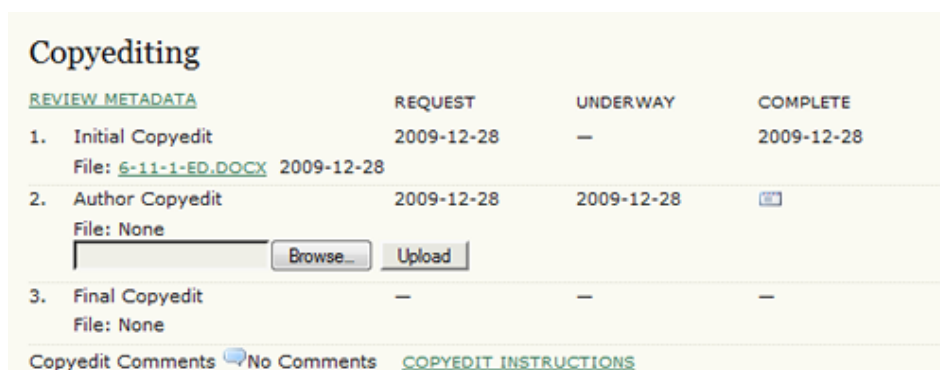 Copyediting
REVIEW METADATA REQUEST UNDERWAY COMPLETE
1. Initial Copyedit 2009-12-28 — 2009-12-28
File: 6-11-1-ED.DOCX 2009-12-28
2. Author Copyedit 2009-12-28 2009-12-28
File: None
Browse... Upload
3. Final Copyedit — — —
File: None
Copyedit Comments No Comments COPYEDIT INSTRUCTIONS